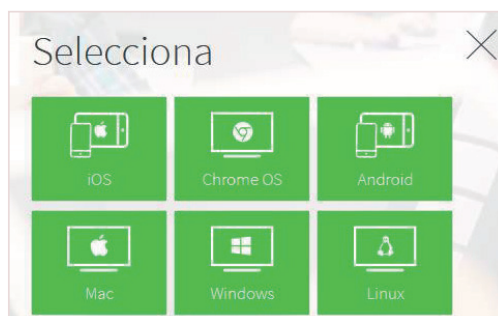 Selecciona
iOS
Chrome OS
Android
Mac
Windows
Linux